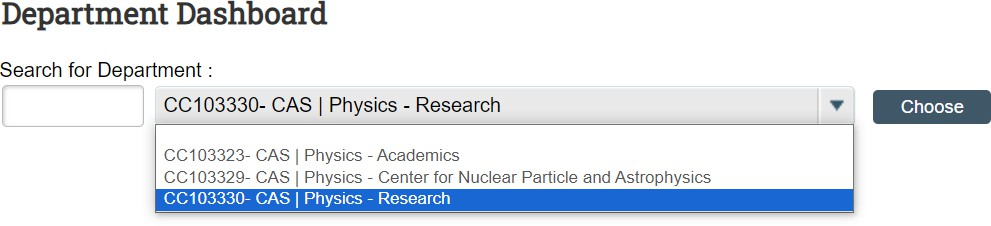 Department Dashboard
Search for Department :
CC103330- CAS | Physics - Research
Choose
CC103323- CAS | Physics - Academics
CC103329- CAS | Physics - Center for Nuclear Particle and Astrophysics
CC103330- CAS | Physics - Research